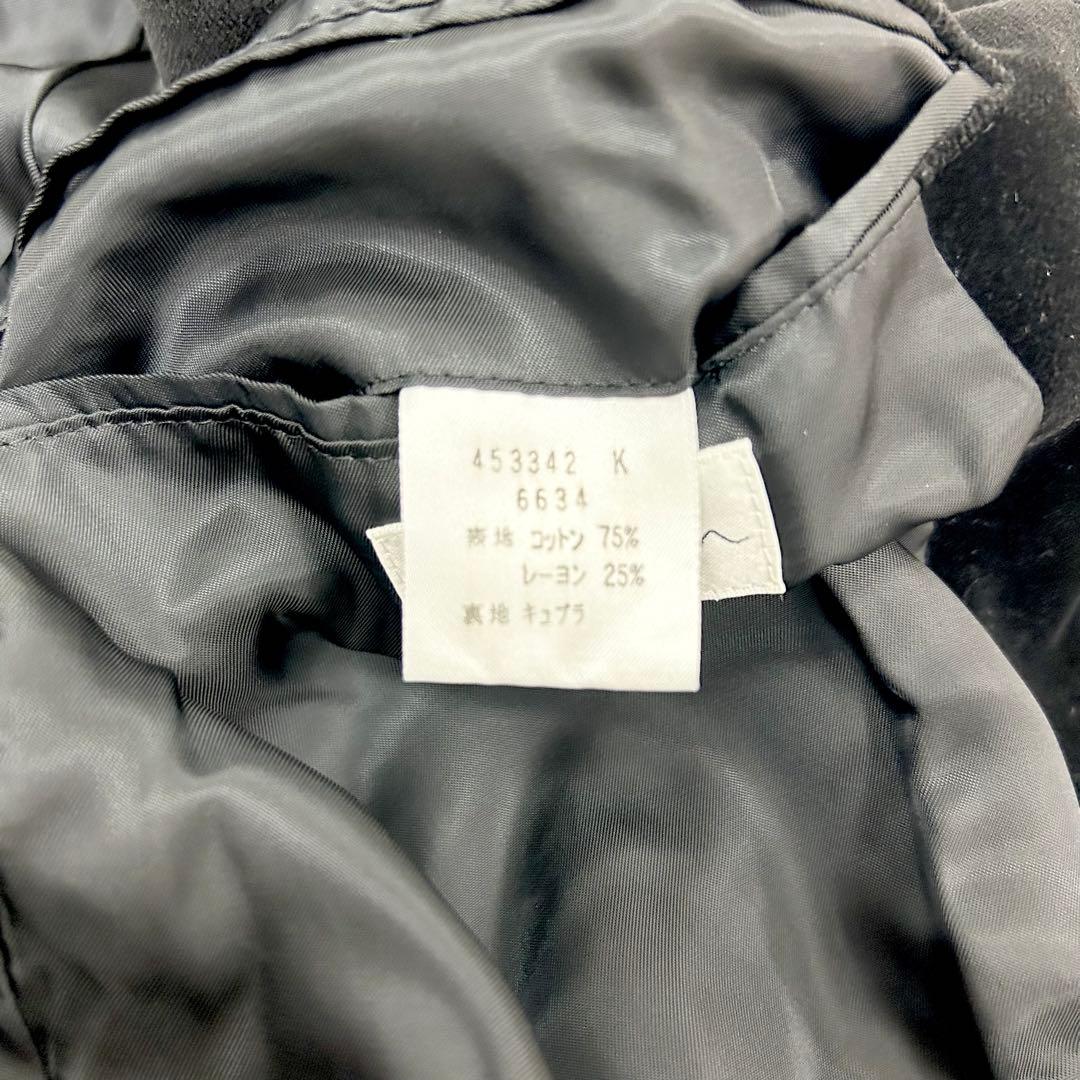 453342 K
6634
表地 コットン 75%
レーヨン 25%
裏地 キュプラ